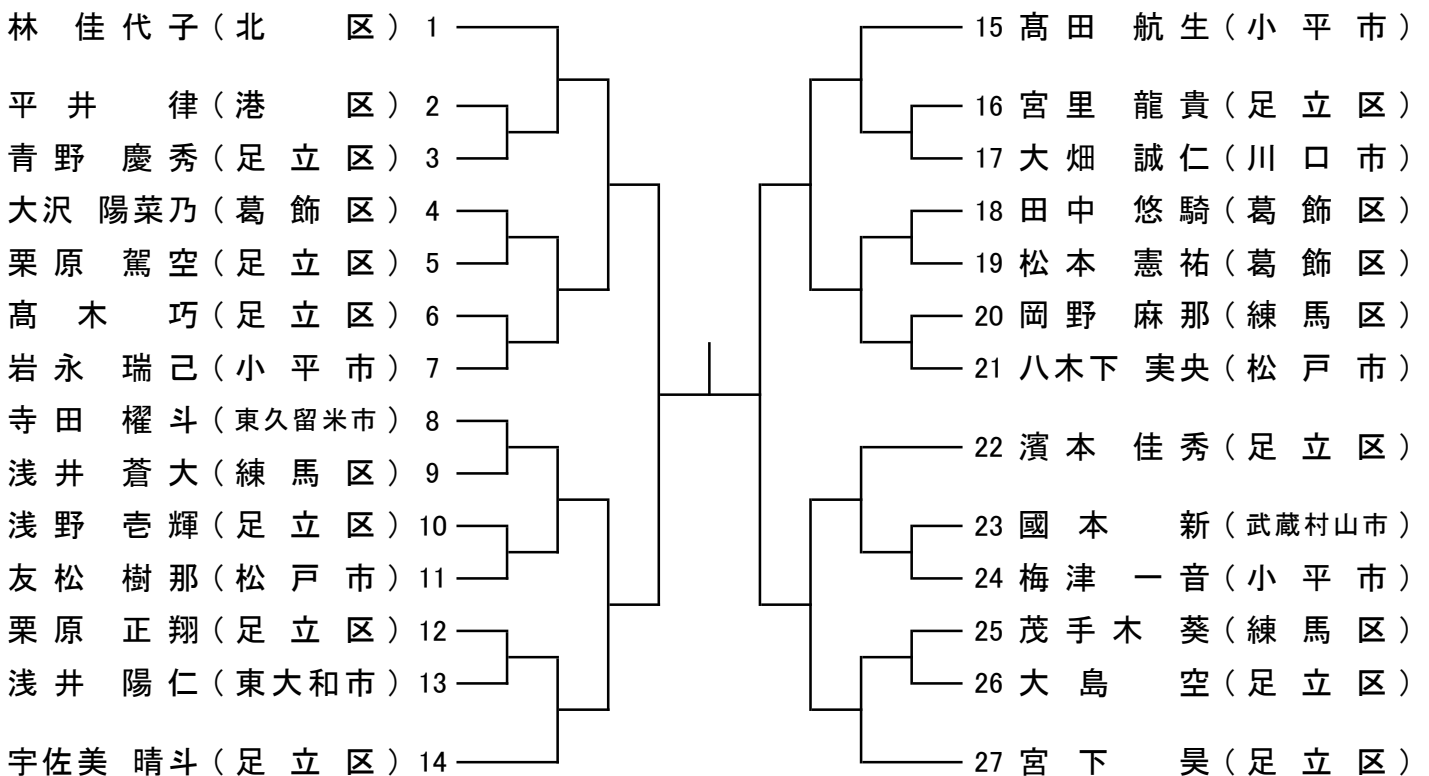 林 佳代子（北 区）1
平井 律（港 区）2
青野 慶秀（足立区）3
大沢 陽菜乃（葛飾区）4
栗原 駕空（足立区）5
髙木 巧（足立区）6
岩永 瑞己（小平市）7
寺田 櫂斗（東久留米市）8
浅井 蒼大（練馬区）9
浅野 壱輝（足立区）10
友松 樹那（松戸市）11
栗原 正翔（足立区）12
浅井 陽仁（東大和市）13
宇佐美 晴斗（足立区）14
15 髙田 航生（小平市）
16 宮里 龍貴（足立区）
17 大畑 誠仁（川口市）
18 田中 悠騎（葛飾区）
19 松本 憲祐（葛飾区）
20 岡野 麻那（練馬区）
21 八木下 実央（松戸市）
22 濱本 佳秀（足立区）
23 國本 新（武蔵村山市）
24 梅津 一音（小平市）
25 茂手木 葵（練馬区）
26 大島 空（足立区）
27 宮下 昊（足立区）